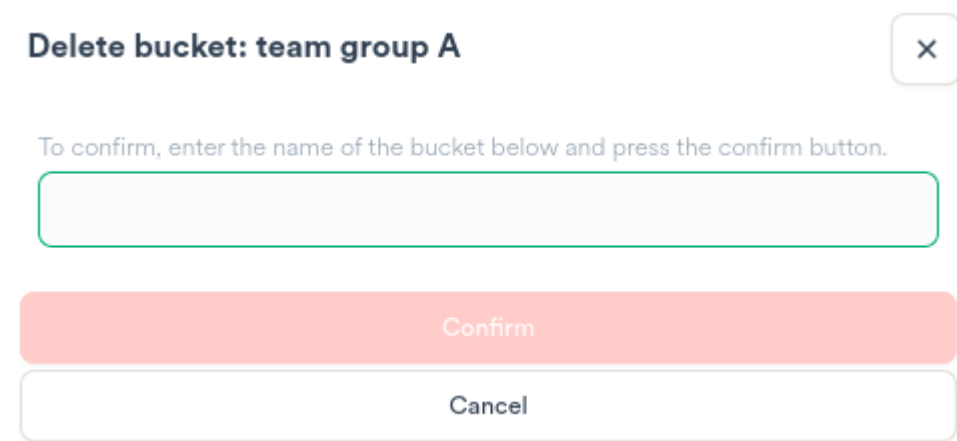 Delete bucket: team group A
To confirm, enter the name of the bucket below and press the confirm button.
Confirm
Cancel